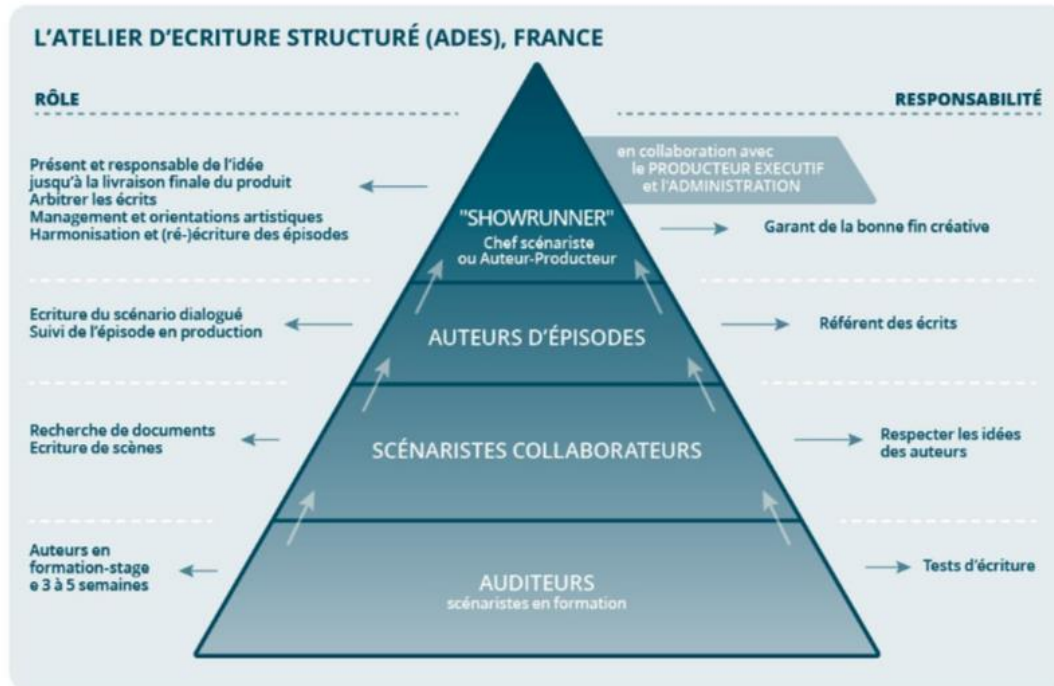 L'ATELIER D'ECRITURE STRUCTURÉ (ADES), FRANCE
RÔLE
RESPONSABILITÉ
Présent et responsable de l'idée
jusqu'à la livraison finale du produit
Arbitrer les écrits
Management et orientations artistiques
Harmonisation et (ré-)écriture des épisodes
"SHOWRUNNER"
Chef scénariste
ou Auteur-Producteur
en collaboration avec
le PRODUCTEUR EXECUTIF
et l'ADMINISTRATION
Garant de la bonne fin créative
Ecriture du scénario dialogué
Suivi de l'épisode en production
AUTEURS D'ÉPISODES
Référent des écrits
Recherche de documents
Ecriture de scènes
SCÉNARISTES COLLABORATEURS
Respecter les idées
des auteurs
Auteurs en
formation-stage
e 3 à 5 semaines
AUDITEURS
scénaristes en formation
Tests d'écriture